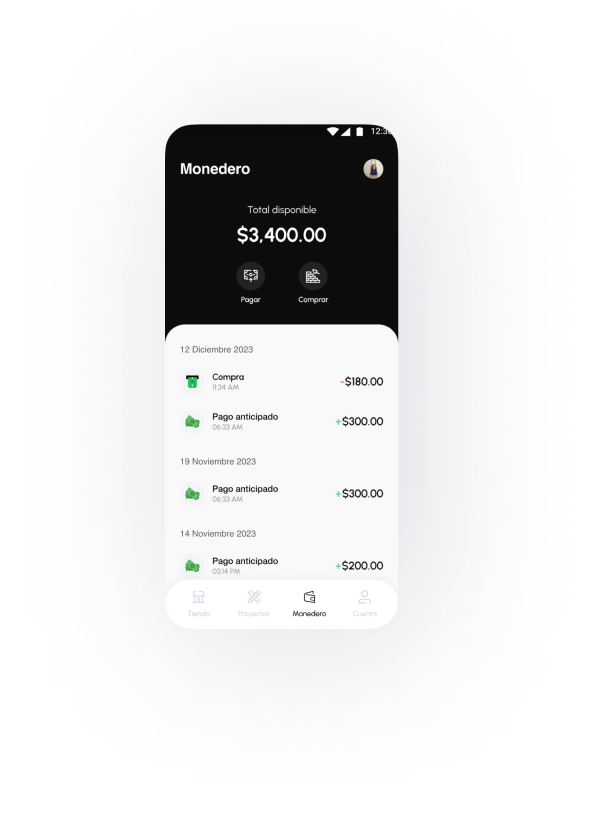 12:30
Monedero
Total disponible
$3,400.00
Pagar Comprar
12 Diciembre 2023
Compra
11:34 AM
-$180.00
Pago anticipado
06:33 AM
+$300.00
19 Noviembre 2023
Pago anticipado
06:33 AM
+$300.00
14 Noviembre 2023
Pago anticipado
03:14 PM
+$200.00
Tienda Proyectos Monedero Cuenta